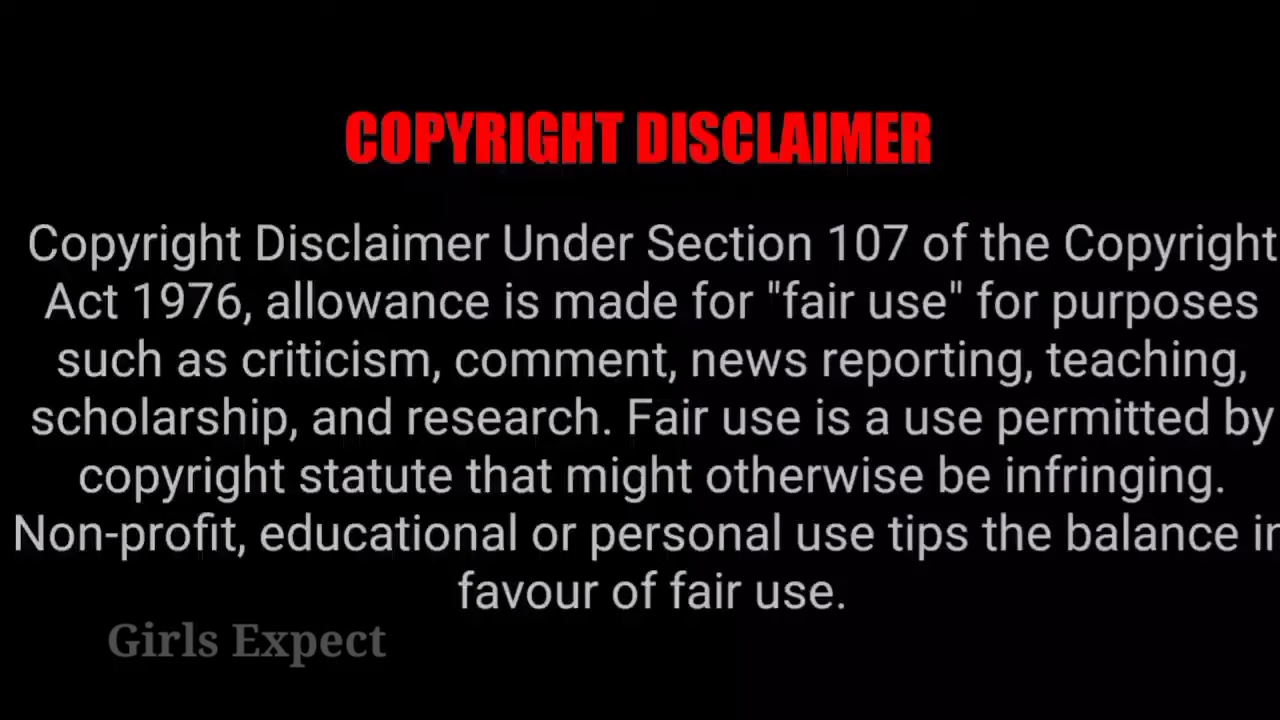 COPYRIGHT DISCLAIMER
Copyright Disclaimer Under Section 107 of the Copyright
Act 1976, allowance is made for "fair use" for purposes
such as criticism, comment, news reporting, teaching,
scholarship, and research. Fair use is a use permitted by
copyright statute that might otherwise be infringing.
Non-profit, educational or personal use tips the balance in
favour of fair use.
Girls Expect